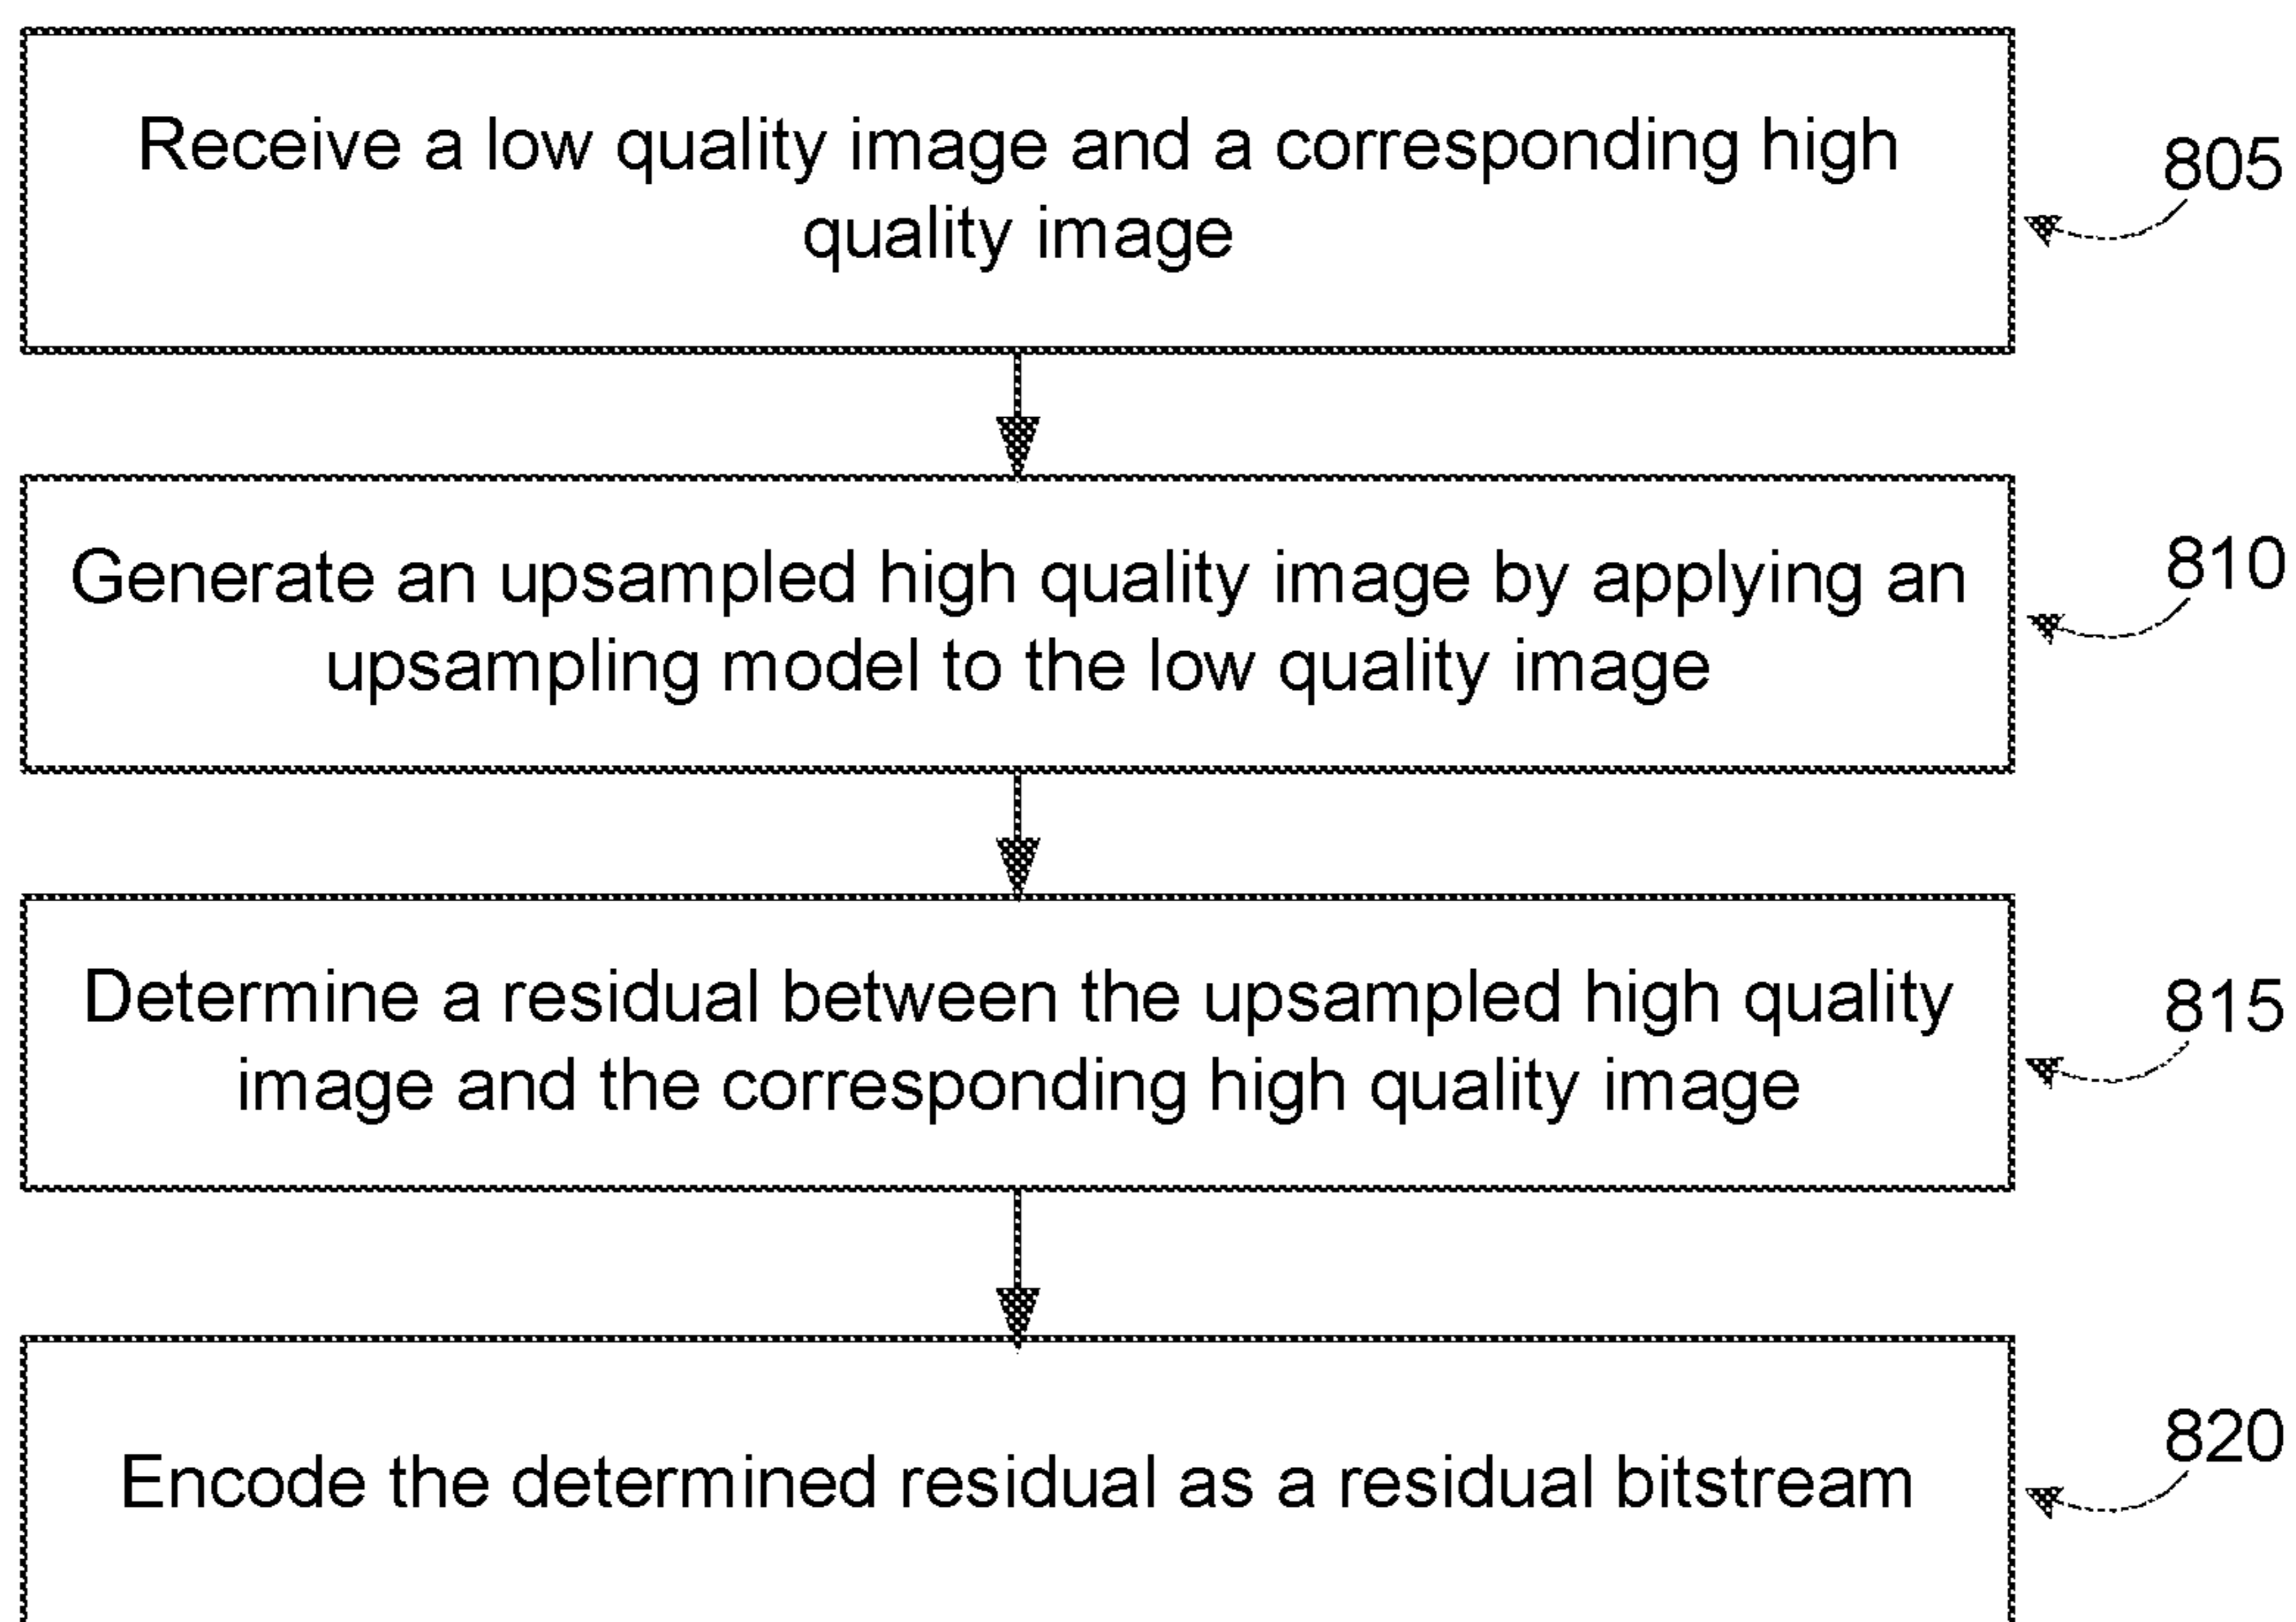 Receive a low quality image and a corresponding high
quality image
805
Generate an upsampled high quality image by applying an
upsampling model to the low quality image
810
Determine a residual between the upsampled high quality
image and the corresponding high quality image
815
Encode the determined residual as a residual bitstream
820